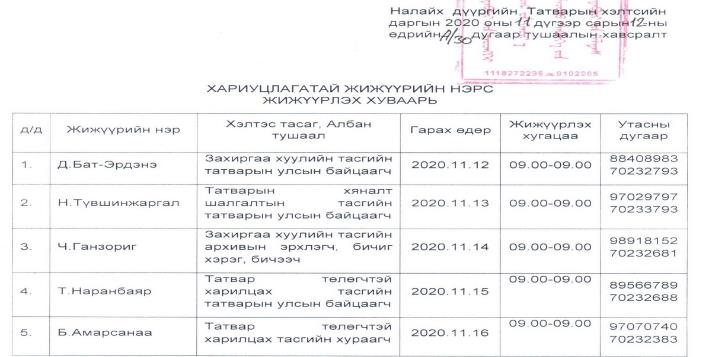 Налайх дүүргийн Татварын хэлтсийн
даргын 2020 оны 11 дүгээр сарын 12-ны
өдрийн А/30 дугаар тушаалын хавсралт
1118272295 9102065
ХАРИУЦЛАГАТАЙ ЖИЖҮҮРИЙН НЭРС
ЖИЖҮҮРЛЭХ ХУВААРЬ
д/д Жижүүрийн нэр Хэлтэс тасаг, Албан тушаал Гарах өдөр Жижүүрлэх хугацаа Утасны дугаар
1. Д.Бат-Эрдэнэ Захиргаа хуулийн тасгийн татварын улсын байцаагч 2020.11.12 09.00-09.00 88408983 70232793
2. Н.Түвшинжаргал Татварын хяналт шалгалтын тасгийн татварын улсын байцаагч 2020.11.13 09.00-09.00 97029797 70233793
3. Ч.Ганзориг Захиргаа хуулийн тасгийн архивын эрхлэгч, бичиг хэрэг, бичээч 2020.11.14 09.00-09.00 98918152 70232681
4. Т.Наранбаяр Татвар төлөгчтэй харилцах тасгийн татварын улсын байцаагч 2020.11.15 09.00-09.00 89566789 70232688
5. Б.Амарсанаа Татвар төлөгчтэй харилцах тасгийн хураагч 2020.11.16 09.00-09.00 97070740 70232383